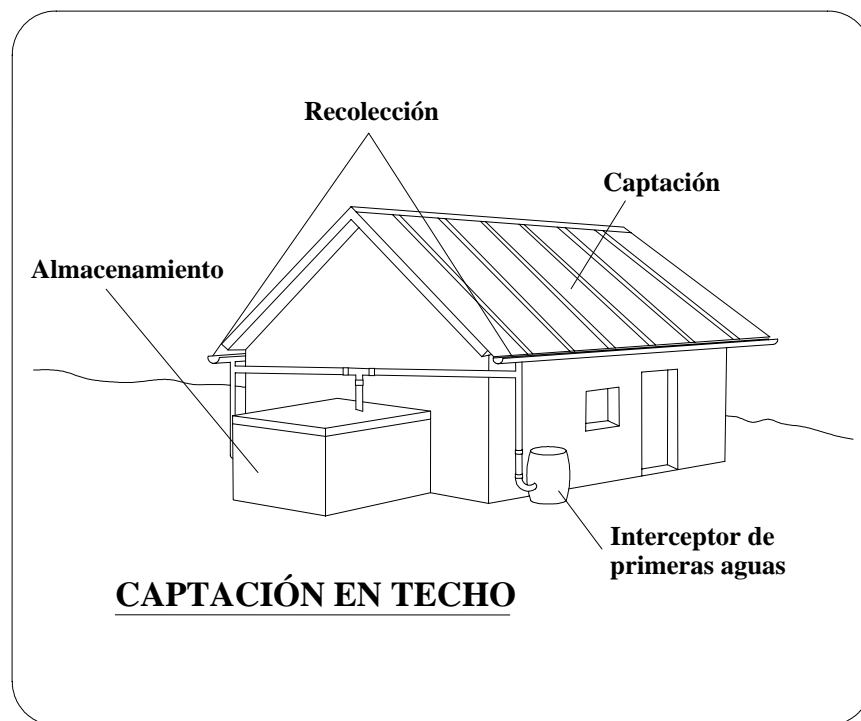 Recolección
Captación
Almacenamiento
Interceptor de
primeras aguas
CAPTACIÓN EN TECHO